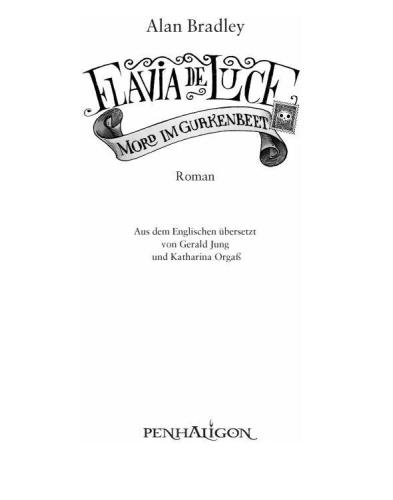 Alan Bradley
FLAVIA DE LUCE
MORD IM GURKENBEET
Roman
Aus dem Englischen übersetzt
von Gerald Jung
und Katharina Orgaß
PENHALIGON